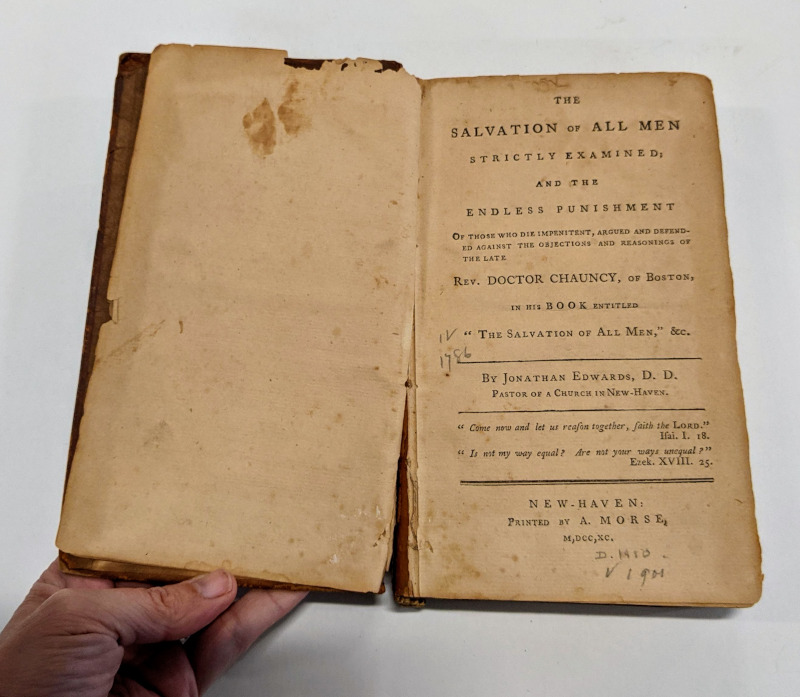 THE
SALVATION OF ALL MEN
STRICTLY EXAMINED;
AND THE
ENDLESS PUNISHMENT
OF THOSE WHO DIE IMPENITENT, ARGUED AND DEFEND-
ED AGAINST THE OBJECTIONS AND REASONINGS OF
THE LATE
REV. DOCTOR CHAUNCY, OF BOSTON,
IN HIS BOOK ENTITLED
“ THE SALVATION OF ALL MEN,” &c.
IV
1786
BY JONATHAN EDWARDS, D. D.
PASTOR OF A CHURCH IN NEW-HAVEN.
“ Come now and let us reaſon together, ſaith the LORD.”
Iſai. I. 18.
“ Is not my way equal? Are not your ways unequal?”
Ezek. XVIII. 25.
NEW-HAVEN:
PRINTED BY A. MORSE,
M,DCC,XC.
V 1901